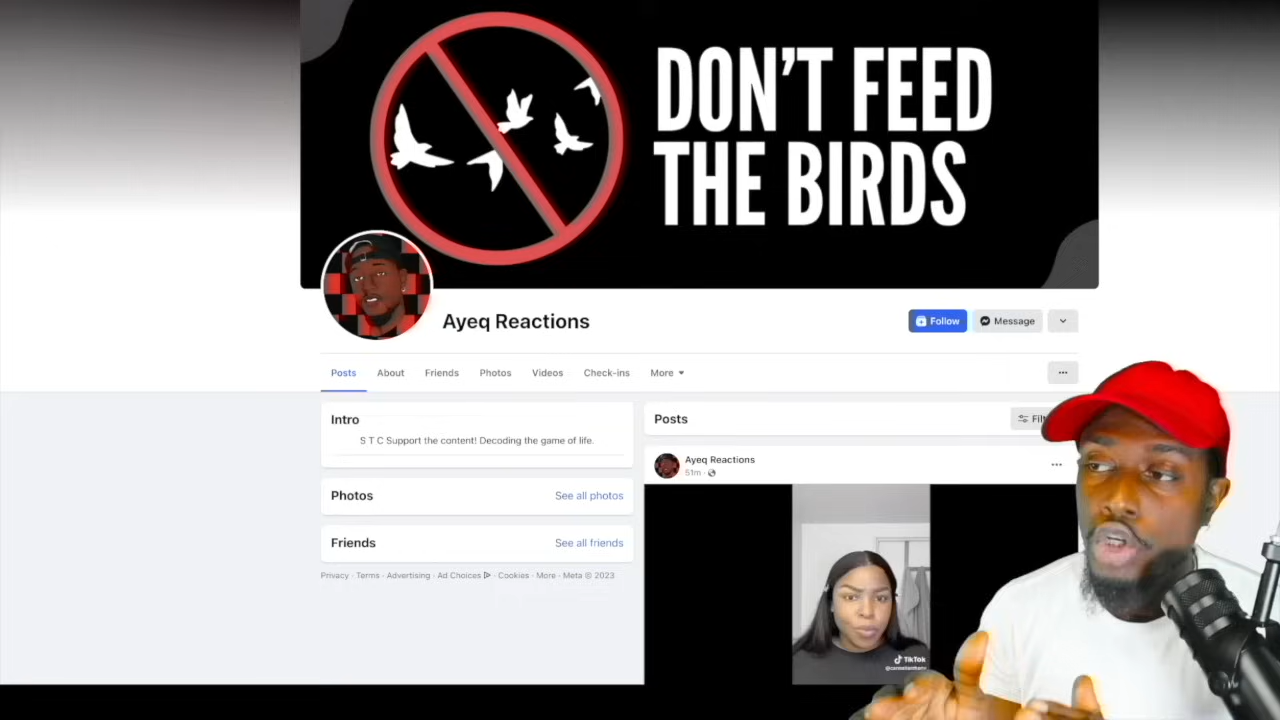 DON'T FEED
THE BIRDS
Ayeq Reactions
Follow
Message
Posts
About
Friends
Photos
Videos
Check-ins
More
Intro
S T C Support the content! Decoding the game of life.
Photos
See all photos
Friends
See all friends
Privacy · Terms · Advertising · Ad Choices · Cookies · More · Meta © 2023
Posts
Ayeq Reactions
51m ·
TikTok